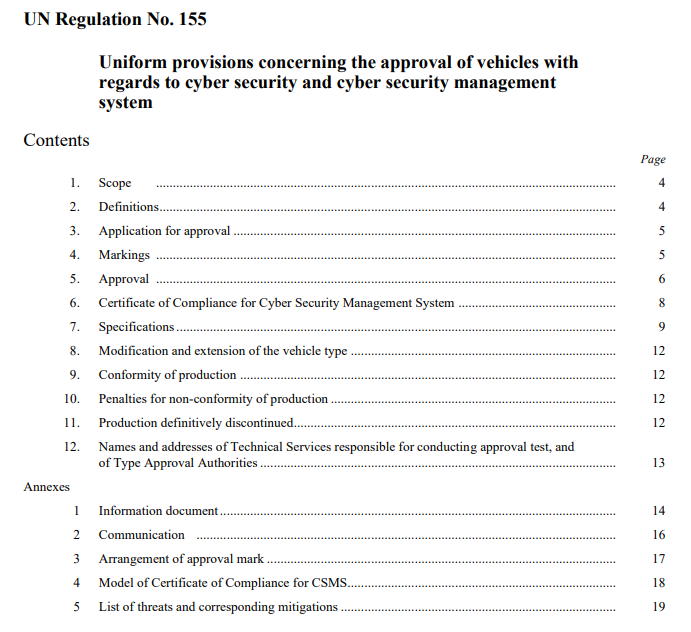 UN Regulation No. 155
Uniform provisions concerning the approval of vehicles with
regards to cyber security and cyber security management
system
Contents
Page
1. Scope ........................................................................ 4
2. Definitions........................................................................ 4
3. Application for approval ........................................................................ 5
4. Markings ........................................................................ 5
5. Approval ........................................................................ 6
6. Certificate of Compliance for Cyber Security Management System ................................................ 8
7. Specifications ........................................................................ 9
8. Modification and extension of the vehicle type ........................................................................ 12
9. Conformity of production ........................................................................ 12
10. Penalties for non-conformity of production ........................................................................ 12
11. Production definitively discontinued........................................................................ 12
12. Names and addresses of Technical Services responsible for conducting approval test, and
of Type Approval Authorities ........................................................................ 13
Annexes
1 Information document ........................................................................ 14
2 Communication ........................................................................ 16
3 Arrangement of approval mark ........................................................................ 17
4 Model of Certificate of Compliance for CSMS........................................................................ 18
5 List of threats and corresponding mitigations ........................................................................ 19